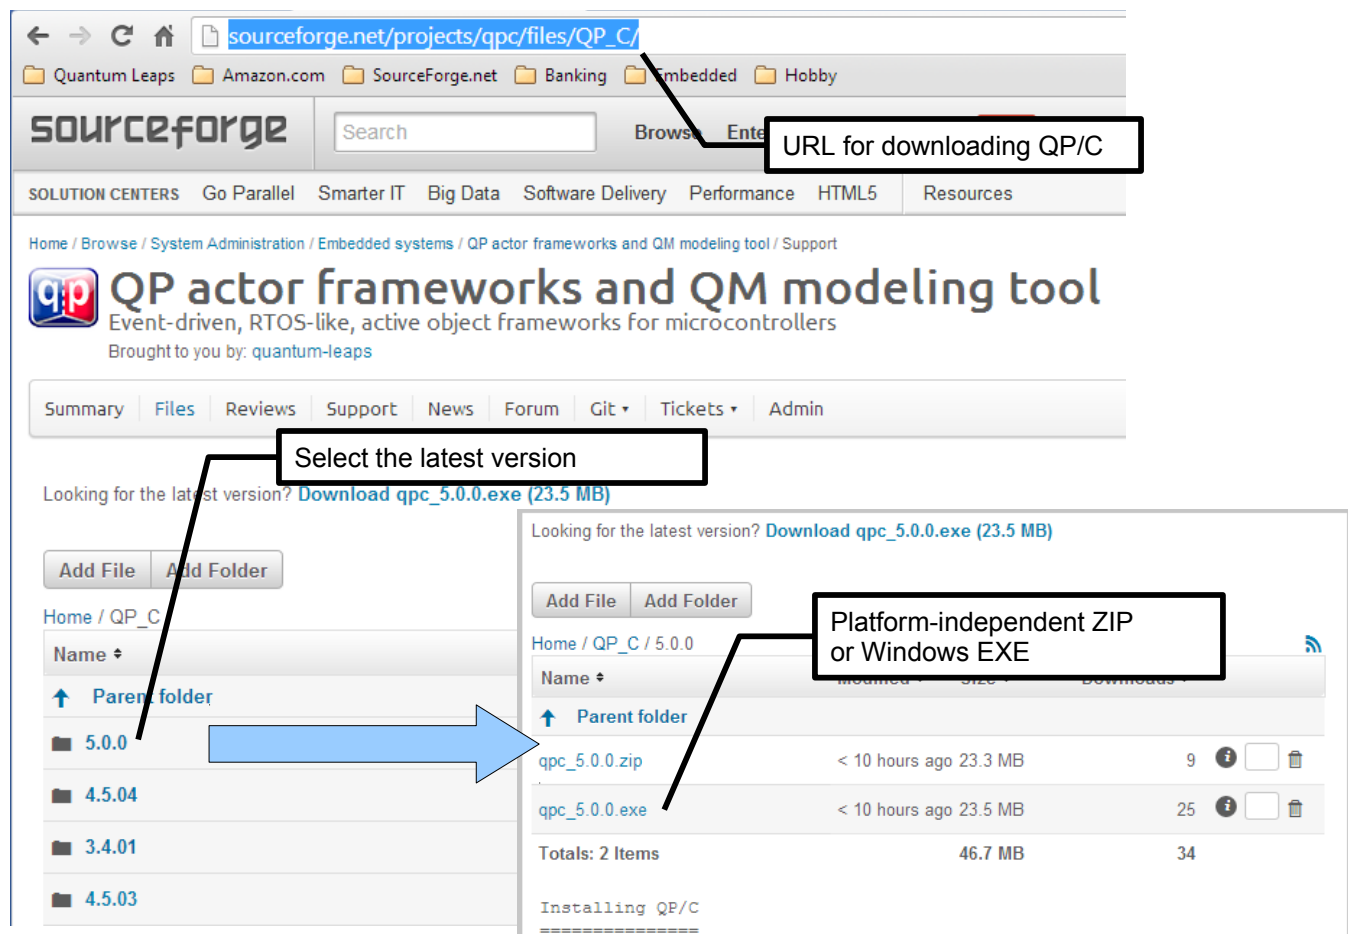 sourceforge.net/projects/qpc/files/QP_C/
Quantum Leaps Amazon.com SourceForge.net Banking Embedded Hobby
sourceforge Search Browse
URL for downloading QP/C
SOLUTION CENTERS Go Parallel Smarter IT Big Data Software Delivery Performance HTML5 Resources
Home / Browse / System Administration / Embedded systems / QP actor frameworks and QM modeling tool / Support
qp QP actor frameworks and QM modeling tool
Event-driven, RTOS-like, active object frameworks for microcontrollers
Brought to you by: quantum-leaps
Summary Files Reviews Support News Forum Git Tickets Admin
Select the latest version
Looking for the latest version? Download qpc_5.0.0.exe (23.5 MB)
Add File Add Folder
Home / QP_C
Name
Parent folder
5.0.0
4.5.04
3.4.01
4.5.03
Looking for the latest version? Download qpc_5.0.0.exe (23.5 MB)
Add File Add Folder
Platform-independent ZIP
or Windows EXE
Home / QP_C / 5.0.0
Name Modified Size Downloads
Parent folder
qpc_5.0.0.zip < 10 hours ago 23.3 MB 9
qpc_5.0.0.exe < 10 hours ago 23.5 MB 25
Totals: 2 Items 46.7 MB 34
Installing QP/C
===============